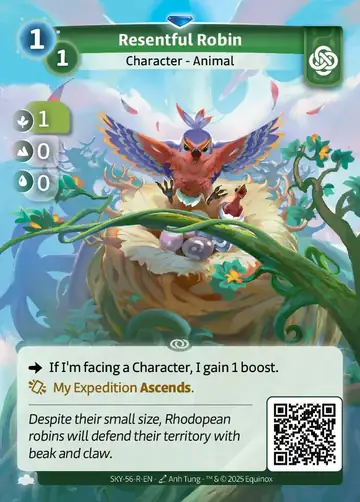 1
1
Resentful Robin
Character - Animal
1
0
0
If I'm facing a Character, I gain 1 boost.
My Expedition Ascends.
Despite their small size, Rhodopean
robins will defend their territory with
beak and claw.
SKY-56-R-EN - Anh Tung - ™ & © 2025 Equinox